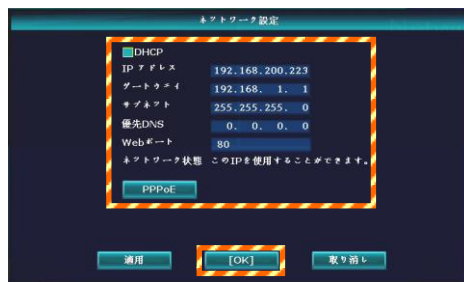 ネットワーク設定
DHCP
IPアドレス 192.168.200.223
ゲートウェイ 192.168. 1. 1
サブネット 255.255.255. 0
優先DNS 0. 0. 0. 0
Webポート 80
ネットワーク状態 このIPを使用することができます。
PPPoE
適用 [OK] 取り消し